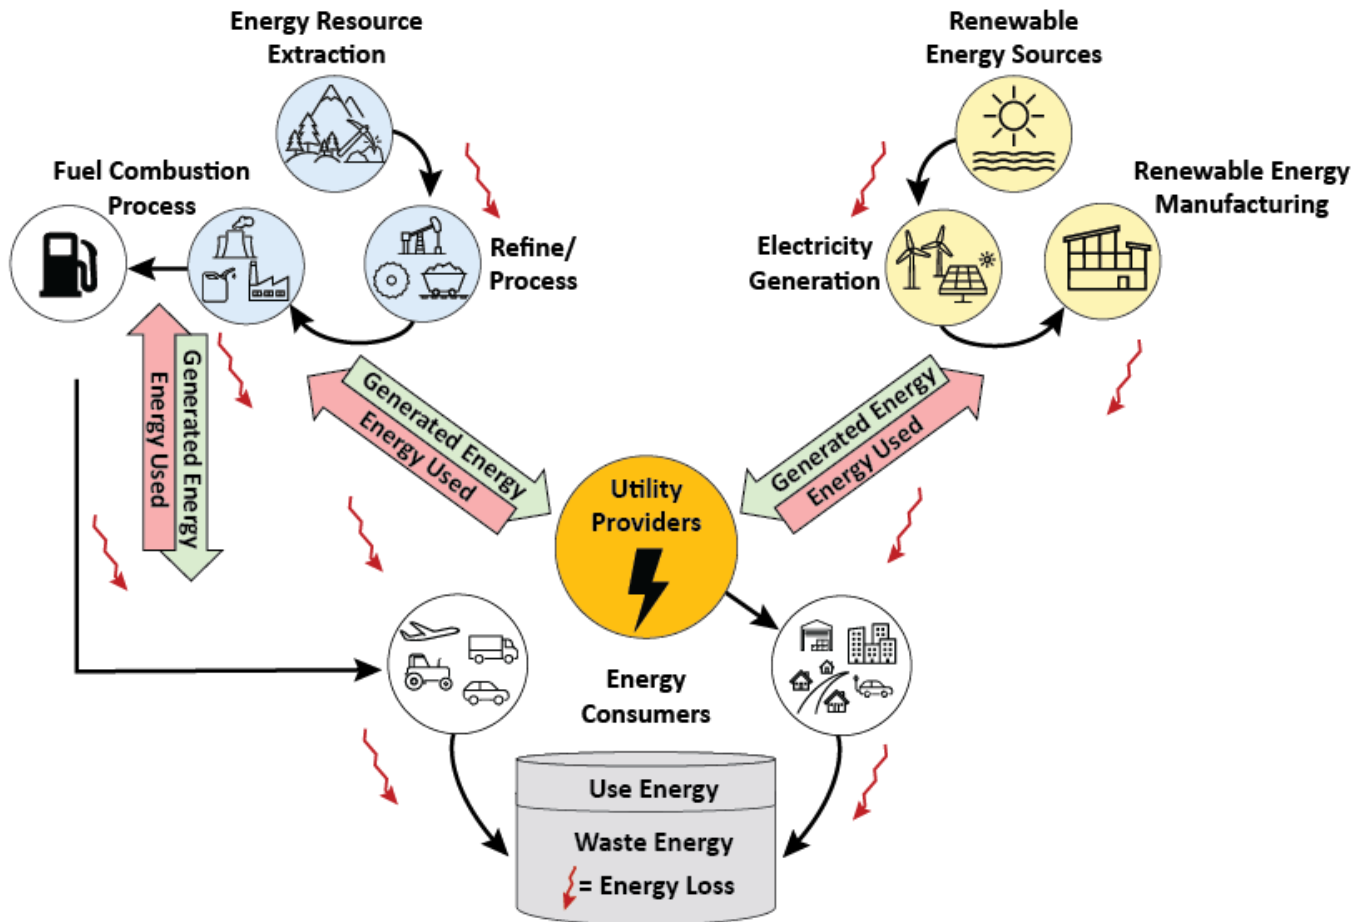 Energy Resource
Extraction
Renewable
Energy Sources
Fuel Combustion
Process
Renewable Energy
Manufacturing
Refine/
Process
Electricity
Generation
Energy Used
Generated Energy
Generated Energy
Energy Used
Generated Energy
Energy Used
Utility
Providers
Energy
Consumers
Use Energy
Waste Energy
= Energy Loss